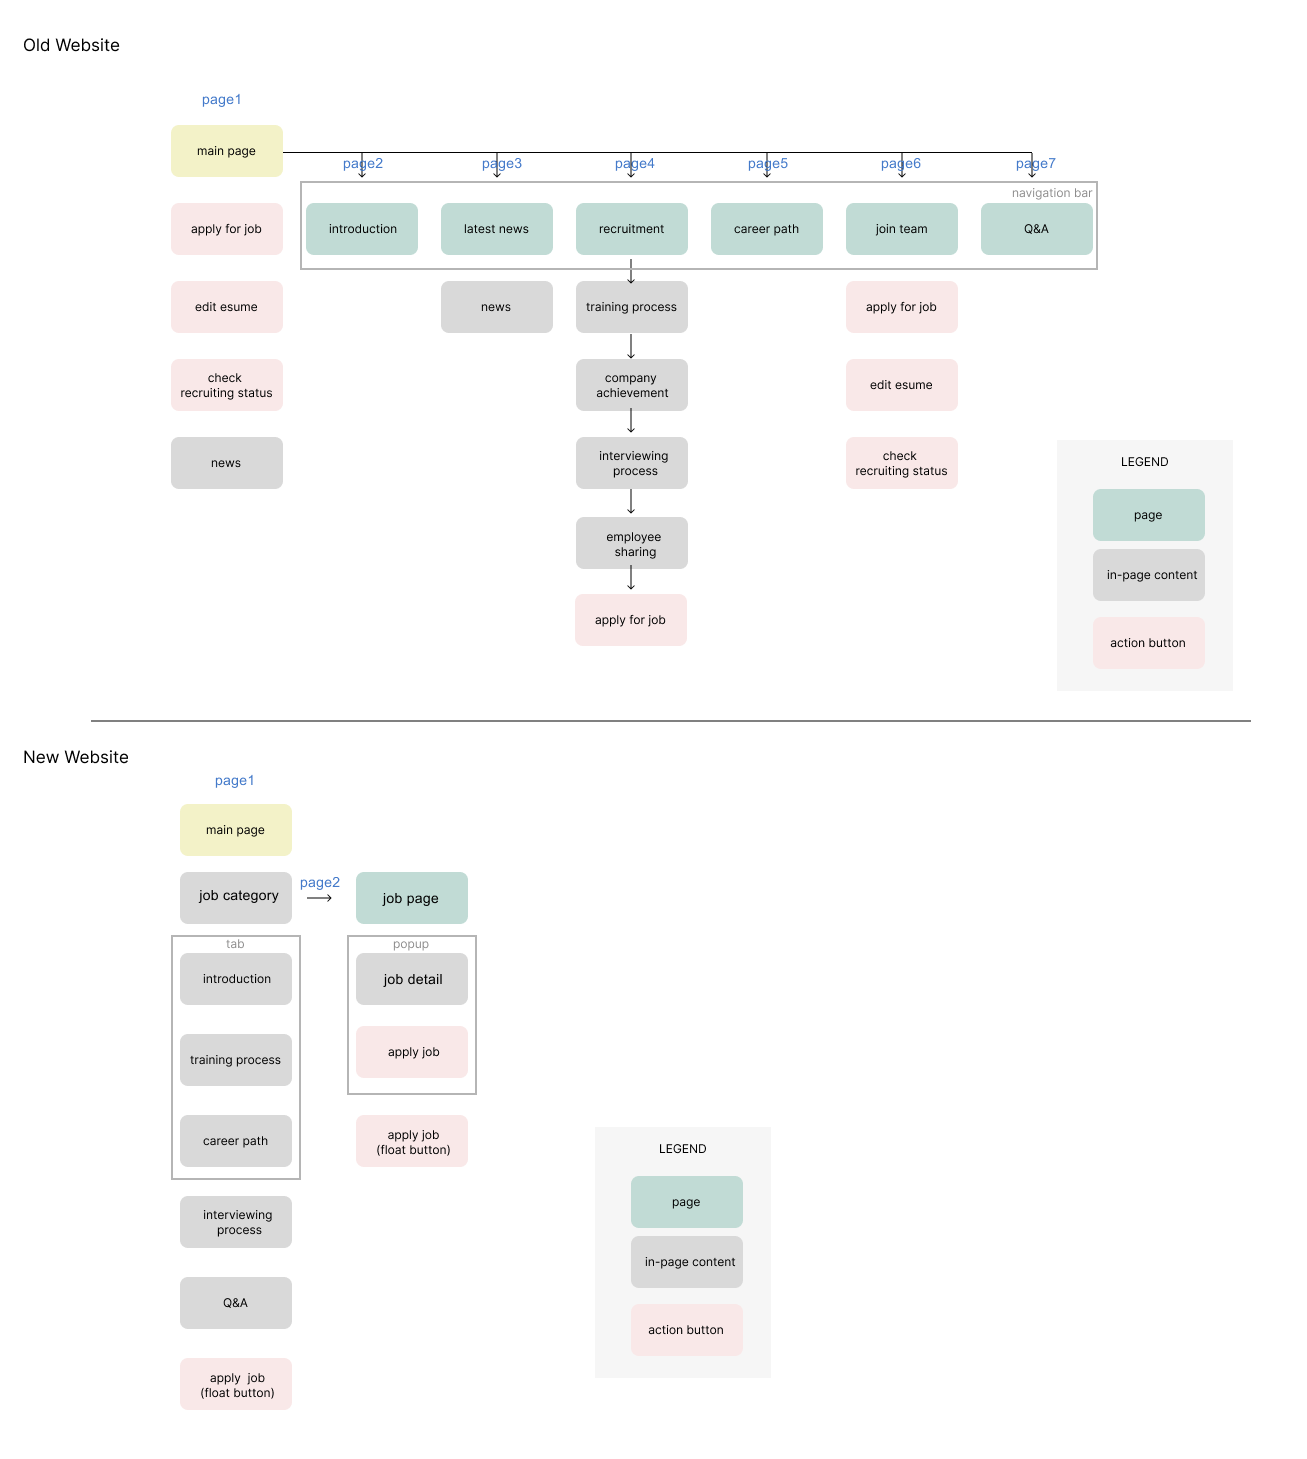 Old Website
page1
main page
page2
page3
page4
page5
page6
page7
navigation bar
introduction
latest news
recruitment
career path
join team
Q&A
apply for job
edit esume
check
recruiting status
news
news
training process
company
achievement
interviewing
process
employee
sharing
apply for job
apply for job
edit esume
check
recruiting status
LEGEND
page
in-page content
action button
New Website
page1
main page
job category
page2
job page
tab
introduction
training process
career path
popup
job detail
apply job
apply job
(float button)
interviewing
process
Q&A
apply  job
(float button)
LEGEND
page
in-page content
action button